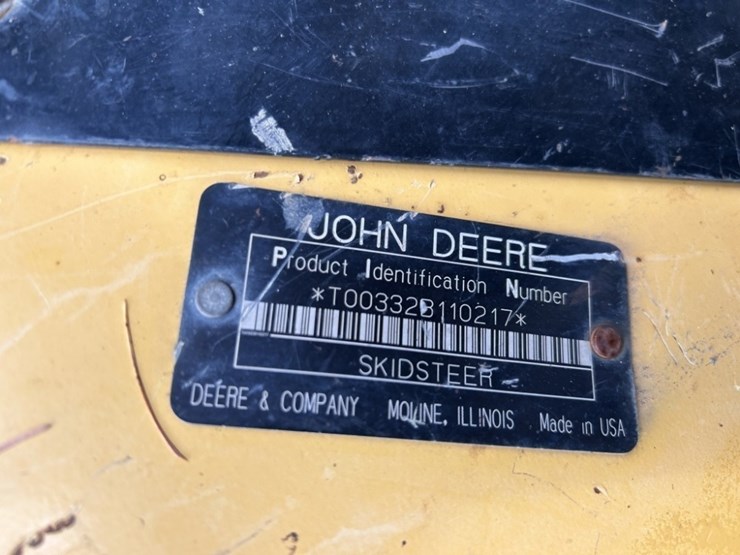 JOHN DEERE
Product Identification Number
*T00332B110217*
SKIDSTEER
DEERE & COMPANY MOLINE, ILLINOIS Made in USA